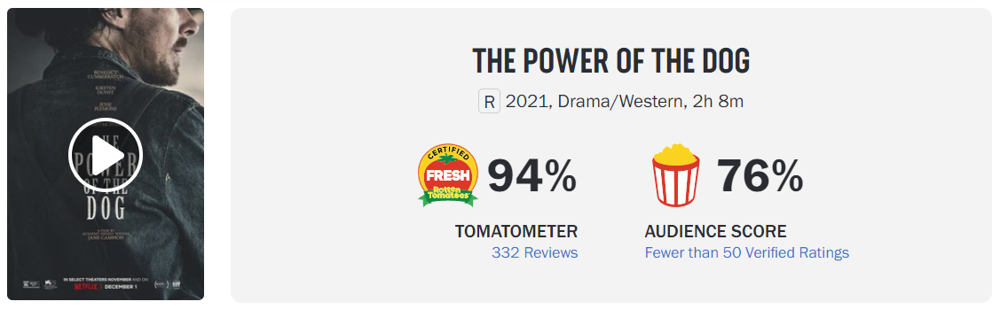 BENEDICT
CUMBERBATCH
KIRSTEN
DUNST
JESSE
PLEMONS
THE
POWER
OF THE
DOG
A FILM BY
ACADEMY AWARD WINNER
JANE CAMPION
IN SELECT THEATERS NOVEMBER AND ON
NETFLIX | DECEMBER 1
THE POWER OF THE DOG
R 2021, Drama/Western, 2h 8m
CERTIFIED
FRESH
Rotten
Tomatoes
94%
TOMATOMETER
332 Reviews
76%
AUDIENCE SCORE
Fewer than 50 Verified Ratings